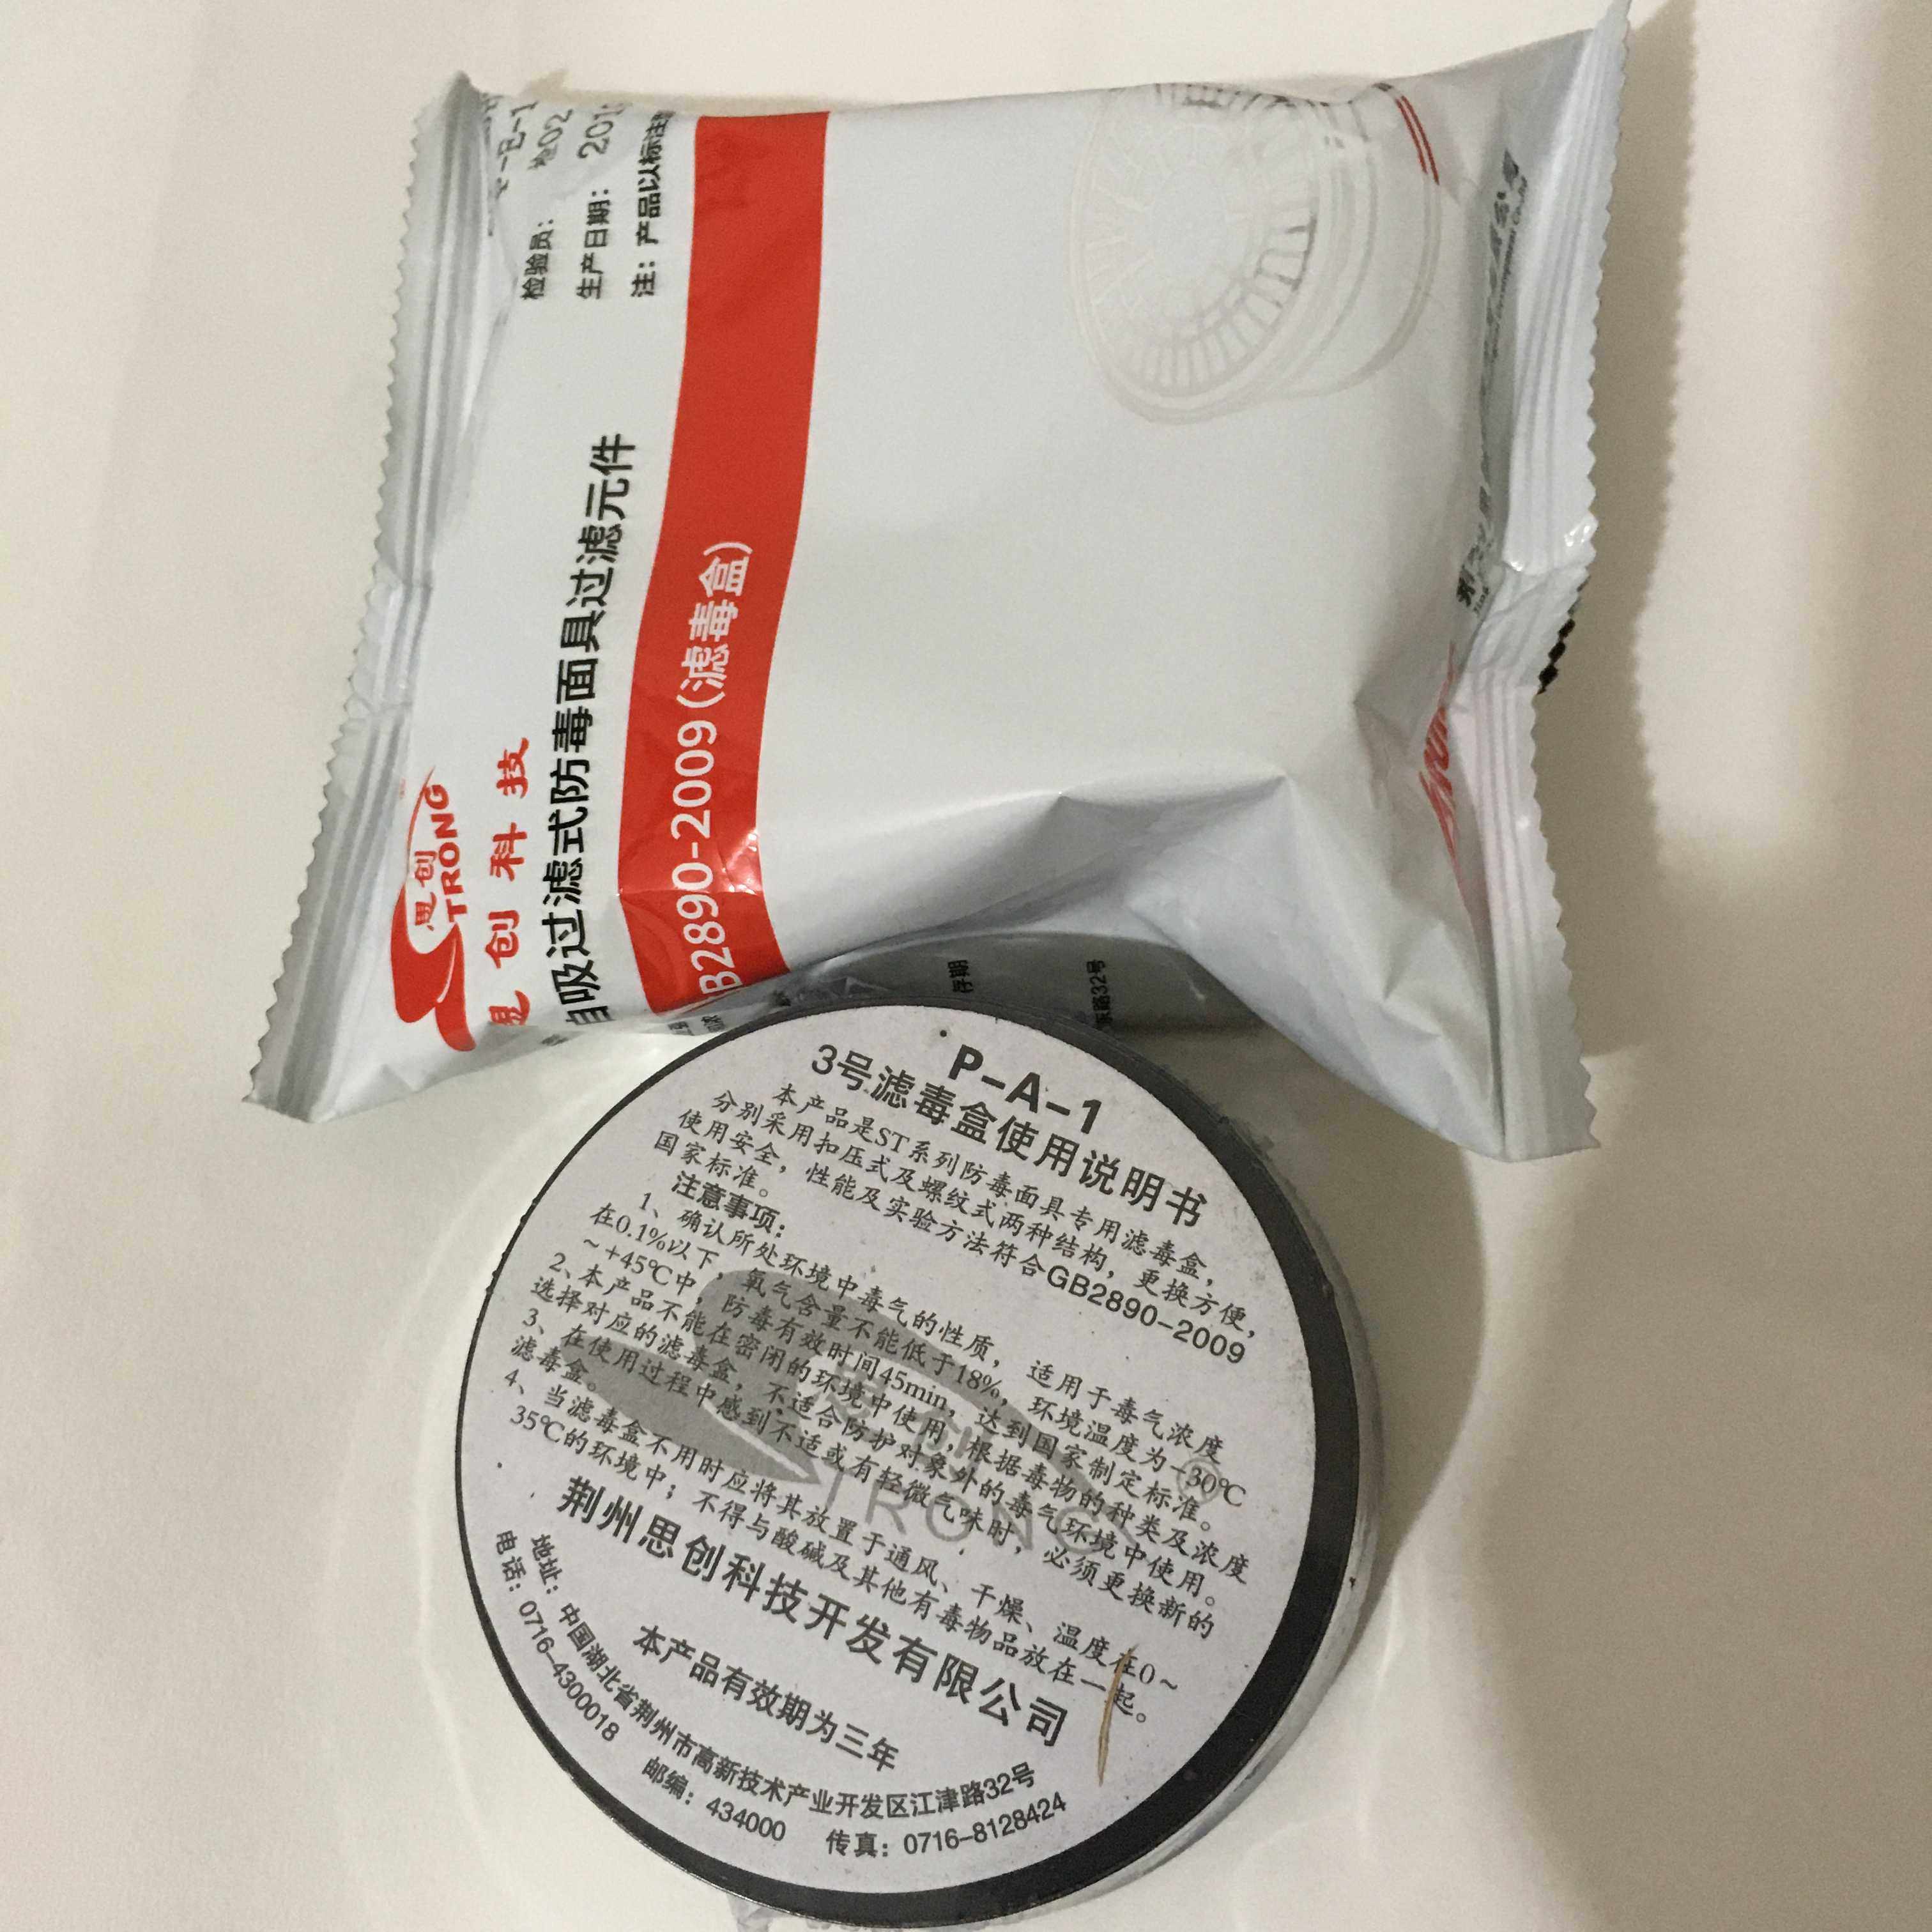 思创
TRONG
思创科技
自吸过滤式防毒面具过滤元件
GB2890-2009(滤毒盒)
检验员:
生产日期: 201
注: 产品以标注
存期
东路32号
P-A-1
3号滤毒盒使用说明书
本产品是ST系列防毒面具专用滤毒盒,
分别采用扣压式及螺纹式两种结构, 更换方便,
使用安全, 性能及实验方法符合GB2890-2009
国家标准。
注意事项:
1、确认所处环境中毒气的性质, 适用于毒气浓度
在0.1%以下, 氧气含量不能低于18%, 环境温度为-30℃
~+45℃中, 防毒有效时间45min, 达到国家制定标准。
2、本产品不能在密闭的环境中使用, 根据毒物的种类及浓度
选择对应的滤毒盒, 不适合防护对象外的毒气环境中使用。
3、在使用过程中感到不适或有轻微气味时, 必须更换新的
滤毒盒。
4、当滤毒盒不用时应将其放置于通风、干燥、温度在0~
35℃的环境中; 不得与酸碱及其他有毒物品放在一起。
荆州思创科技开发有限公司
本产品有效期为三年
地址: 中国湖北省荆州市高新技术产业开发区江津路32号
电话: 0716-4300018 邮编: 434000 传真: 0716-8128424
思创
TRONG
®